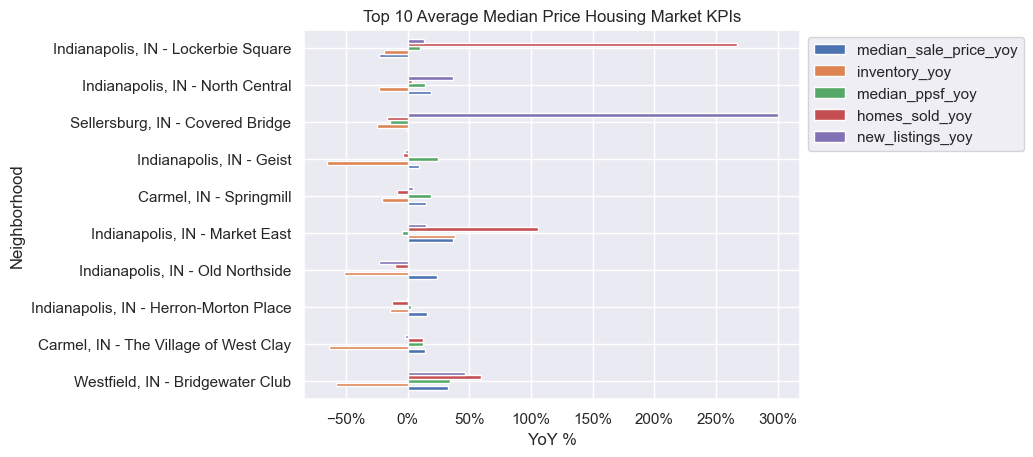 Top 10 Average Median Price Housing Market KPIs
Neighborhood
Indianapolis, IN - Lockerbie Square
Indianapolis, IN - North Central
Sellersburg, IN - Covered Bridge
Indianapolis, IN - Geist
Carmel, IN - Springmill
Indianapolis, IN - Market East
Indianapolis, IN - Old Northside
Indianapolis, IN - Herron-Morton Place
Carmel, IN - The Village of West Clay
Westfield, IN - Bridgewater Club
−50% 0% 50% 100% 150% 200% 250% 300%
YoY %
median_sale_price_yoy
inventory_yoy
median_ppsf_yoy
homes_sold_yoy
new_listings_yoy